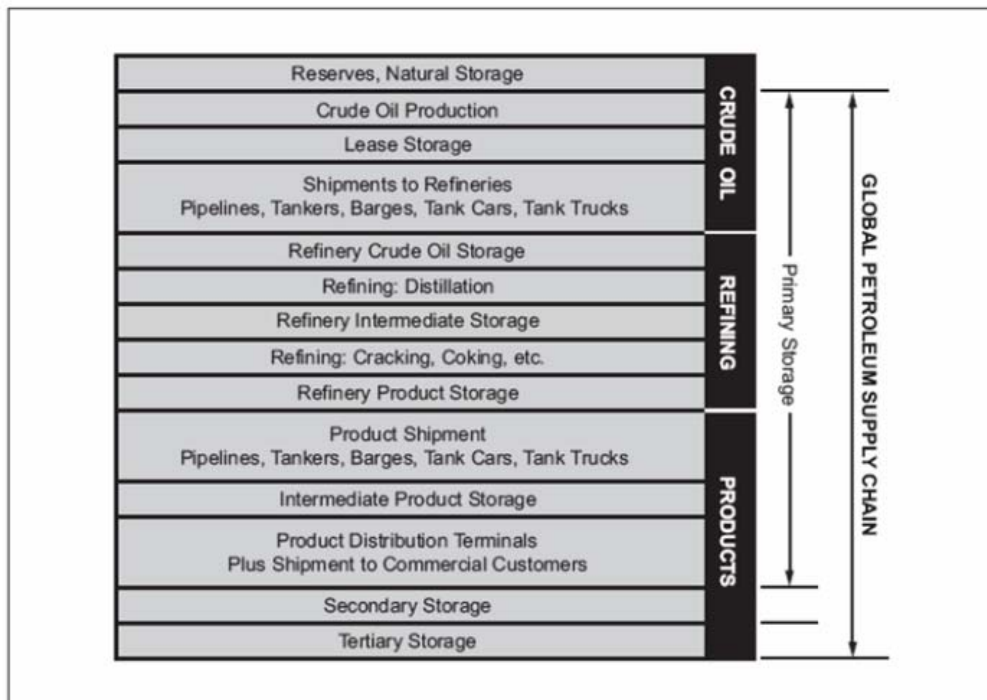 Reserves, Natural Storage
Crude Oil Production
Lease Storage
Shipments to Refineries
Pipelines, Tankers, Barges, Tank Cars, Tank Trucks
CRUDE OIL
Refinery Crude Oil Storage
Refining: Distillation
Refinery Intermediate Storage
Refining: Cracking, Coking, etc.
Refinery Product Storage
REFINING
Product Shipment
Pipelines, Tankers, Barges, Tank Cars, Tank Trucks
Intermediate Product Storage
Product Distribution Terminals
Plus Shipment to Commercial Customers
Secondary Storage
Tertiary Storage
PRODUCTS
Primary Storage
GLOBAL PETROLEUM SUPPLY CHAIN